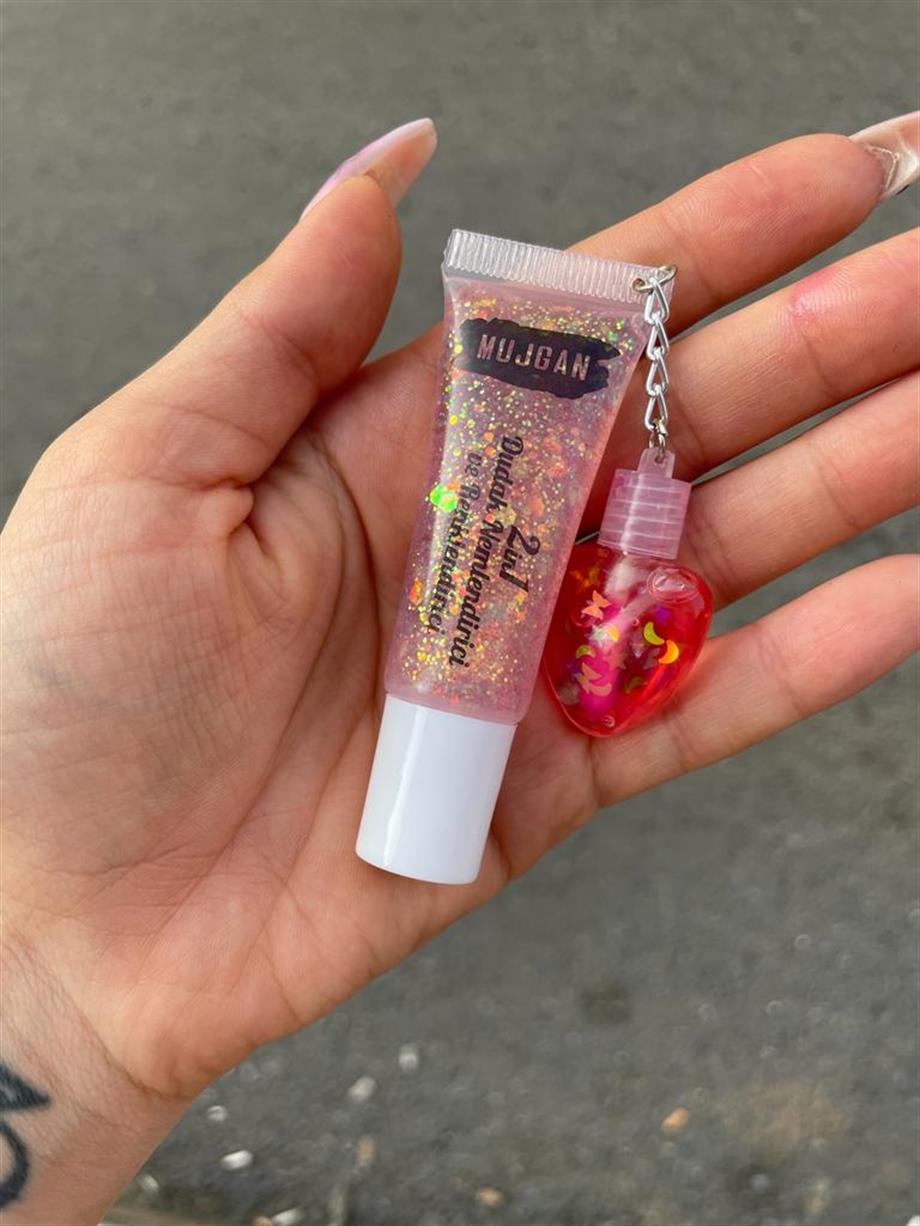 MUJGAN
2in1
Dudak Nemlendirici
ve Renklendirici